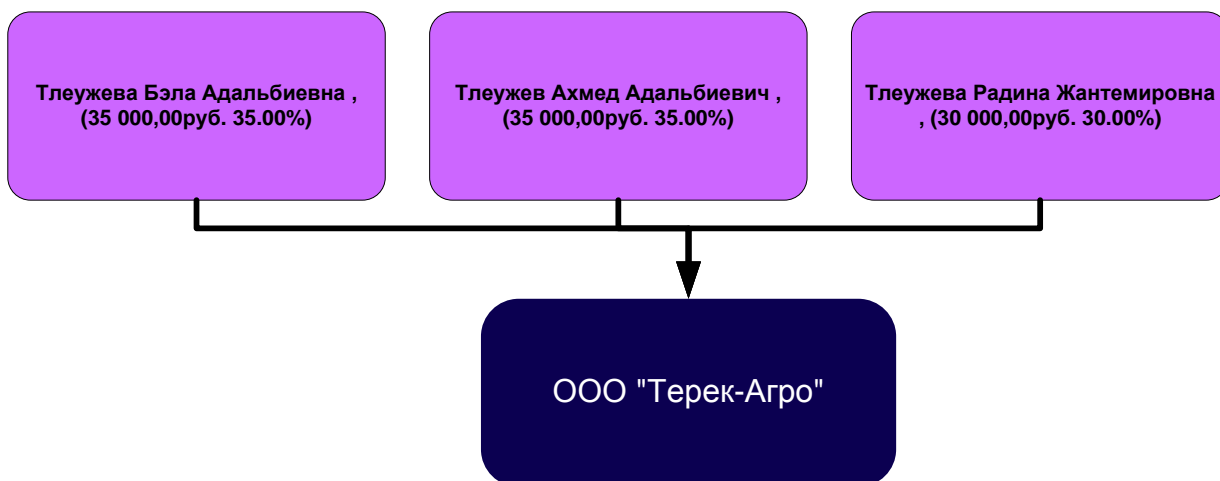 Тлеужева Бэла Адальбиевна ,
(35 000,00руб. 35.00%)
Тлеужев Ахмед Адальбиевич ,
(35 000,00руб. 35.00%)
Тлеужева Радина Жантемировна
, (30 000,00руб. 30.00%)
ООО "Терек-Агро"